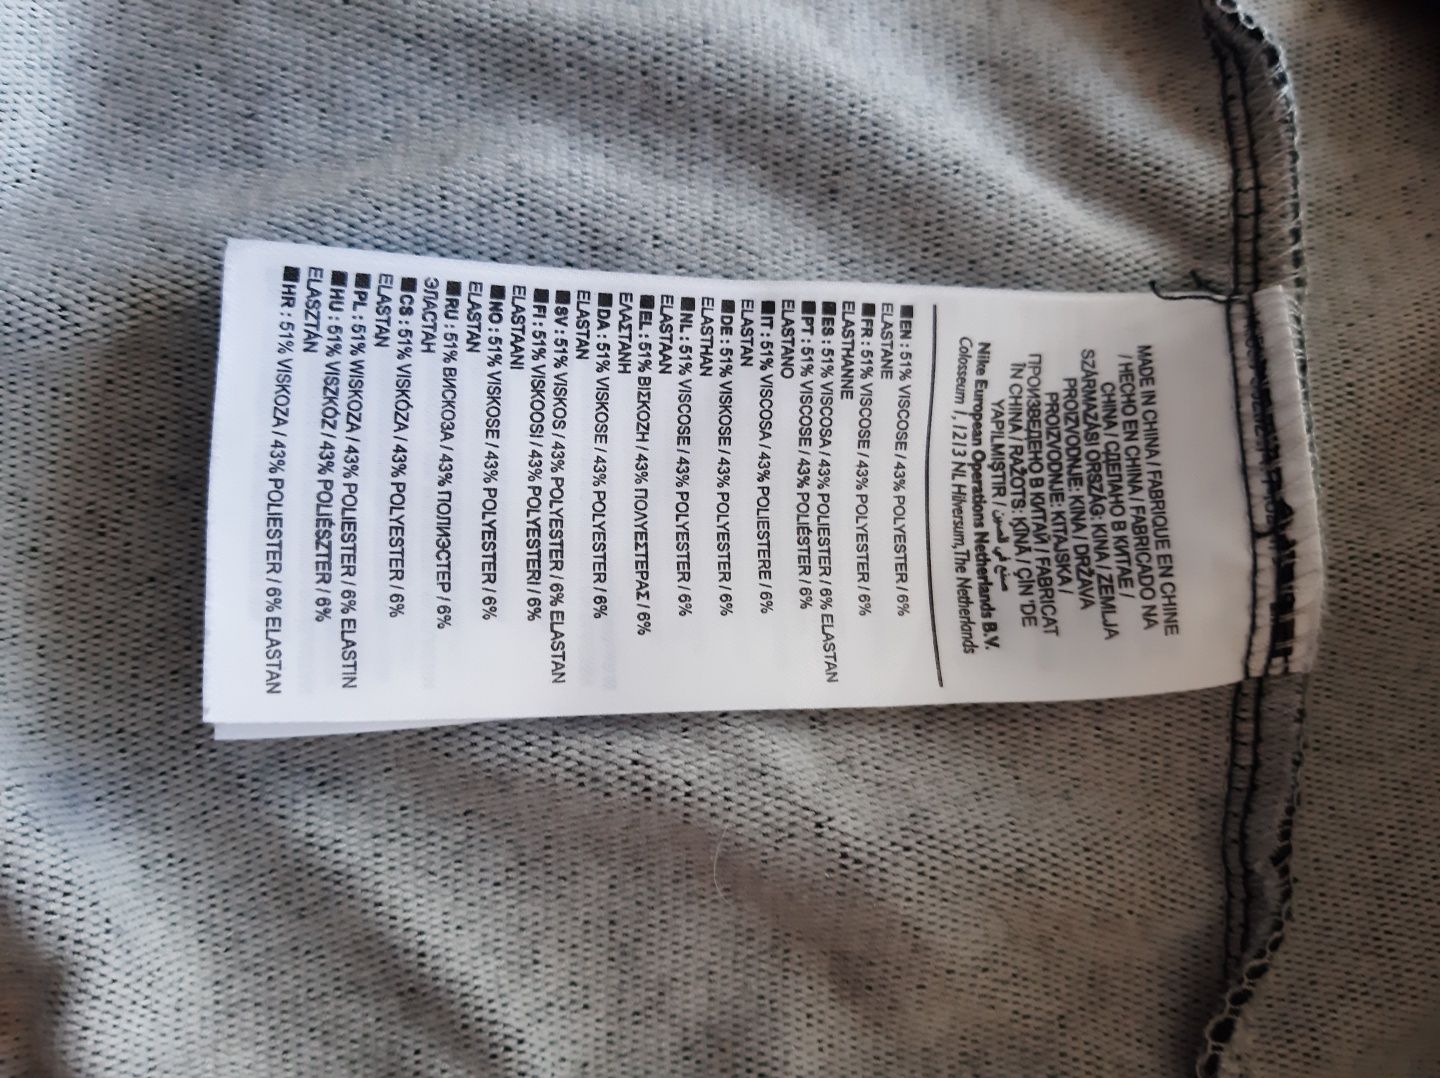 MADE IN CHINA / FABRIQUE EN CHINE
/ HECHO EN CHINA / FABRICADO NA
CHINA / СДЕЛАНО В КИТАЕ /
SZÁRMAZÁSI ORSZÁG: KINA / ZEMLJA
PROIZVODNJE: KINA / DRŽAVA
PROIZVODNJE: KITAJSKA /
ПРОИЗВЕДЕНО В КИТАЙ / FABRICAT
ÎN CHINA / RAŽOTS: ĶĪNĀ / ÇİN 'DE
YAPILMIŞTIR / صنع في الصين
Nike European Operations Netherlands B.V.
Colosseum 1, 1213 NL Hilversum, The Netherlands
EN : 51% VISCOSE / 43% POLYESTER / 6%
ELASTANE
FR : 51% VISCOSE / 43% POLYESTER / 6%
ELASTHANNE
ES : 51% VISCOSA / 43% POLIESTER / 6% ELASTAN
PT : 51% VISCOSE / 43% POLIÉSTER / 6%
ELASTANO
IT : 51% VISCOSA / 43% POLIESTERE / 6%
ELASTAN
DE : 51% VISKOSE / 43% POLYESTER / 6%
ELASTHAN
NL : 51% VISCOSE / 43% POLYESTER / 6%
ELASTAAN
EL : 51% ΒΙΣΚΟΖΗ / 43% ΠΟΛΥΕΣΤΕΡΑΣ / 6%
ΕΛΑΣΤΑΝΗ
DA : 51% VISKOSE / 43% POLYESTER / 6%
ELASTAN
SV : 51% VISKOS / 43% POLYESTER / 6% ELASTAN
FI : 51% VISKOOSI / 43% POLYESTERI / 6%
ELASTAANI
NO : 51% VISKOSE / 43% POLYESTER / 6%
ELASTAN
RU : 51% ВИСКОЗА / 43% ПОЛИЭСТЕР / 6%
ЭЛАСТАН
CS : 51% VISKÓZA / 43% POLYESTER / 6%
ELASTAN
PL : 51% WISKOZA / 43% POLIESTER / 6% ELASTIN
HU : 51% VISZKÓZ / 43% POLIÉSZTER / 6%
ELASZTÁN
HR : 51% VISKOZA / 43% POLIESTER / 6% ELASTAN